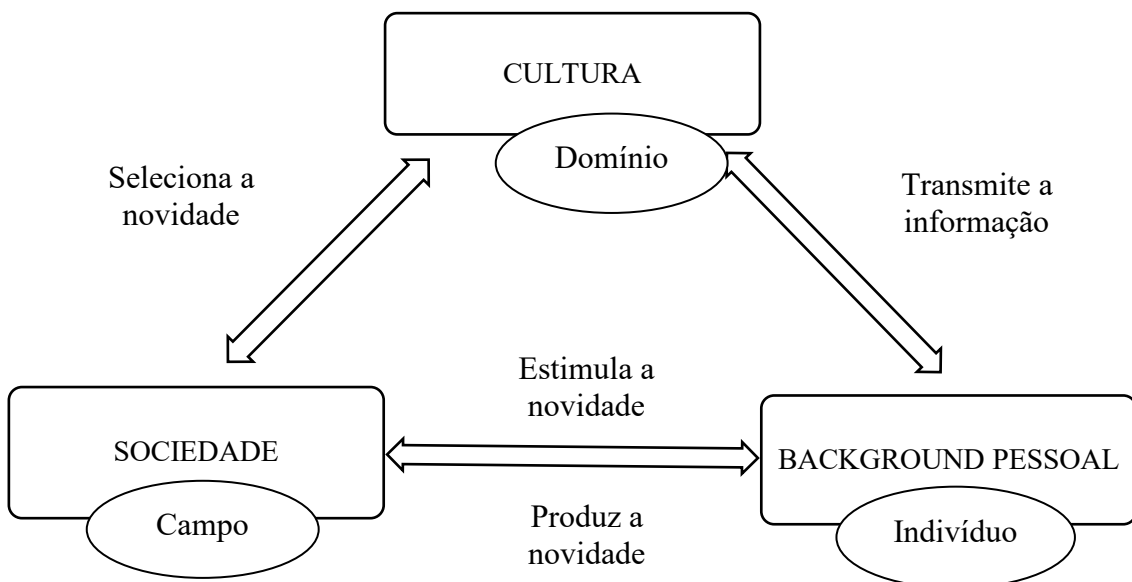 CULTURA
Domínio
Seleciona a
novidade
Transmite a
informação
Estimula a
novidade
SOCIEDADE
Campo
BACKGROUND PESSOAL
Indivíduo
Produz a
novidade